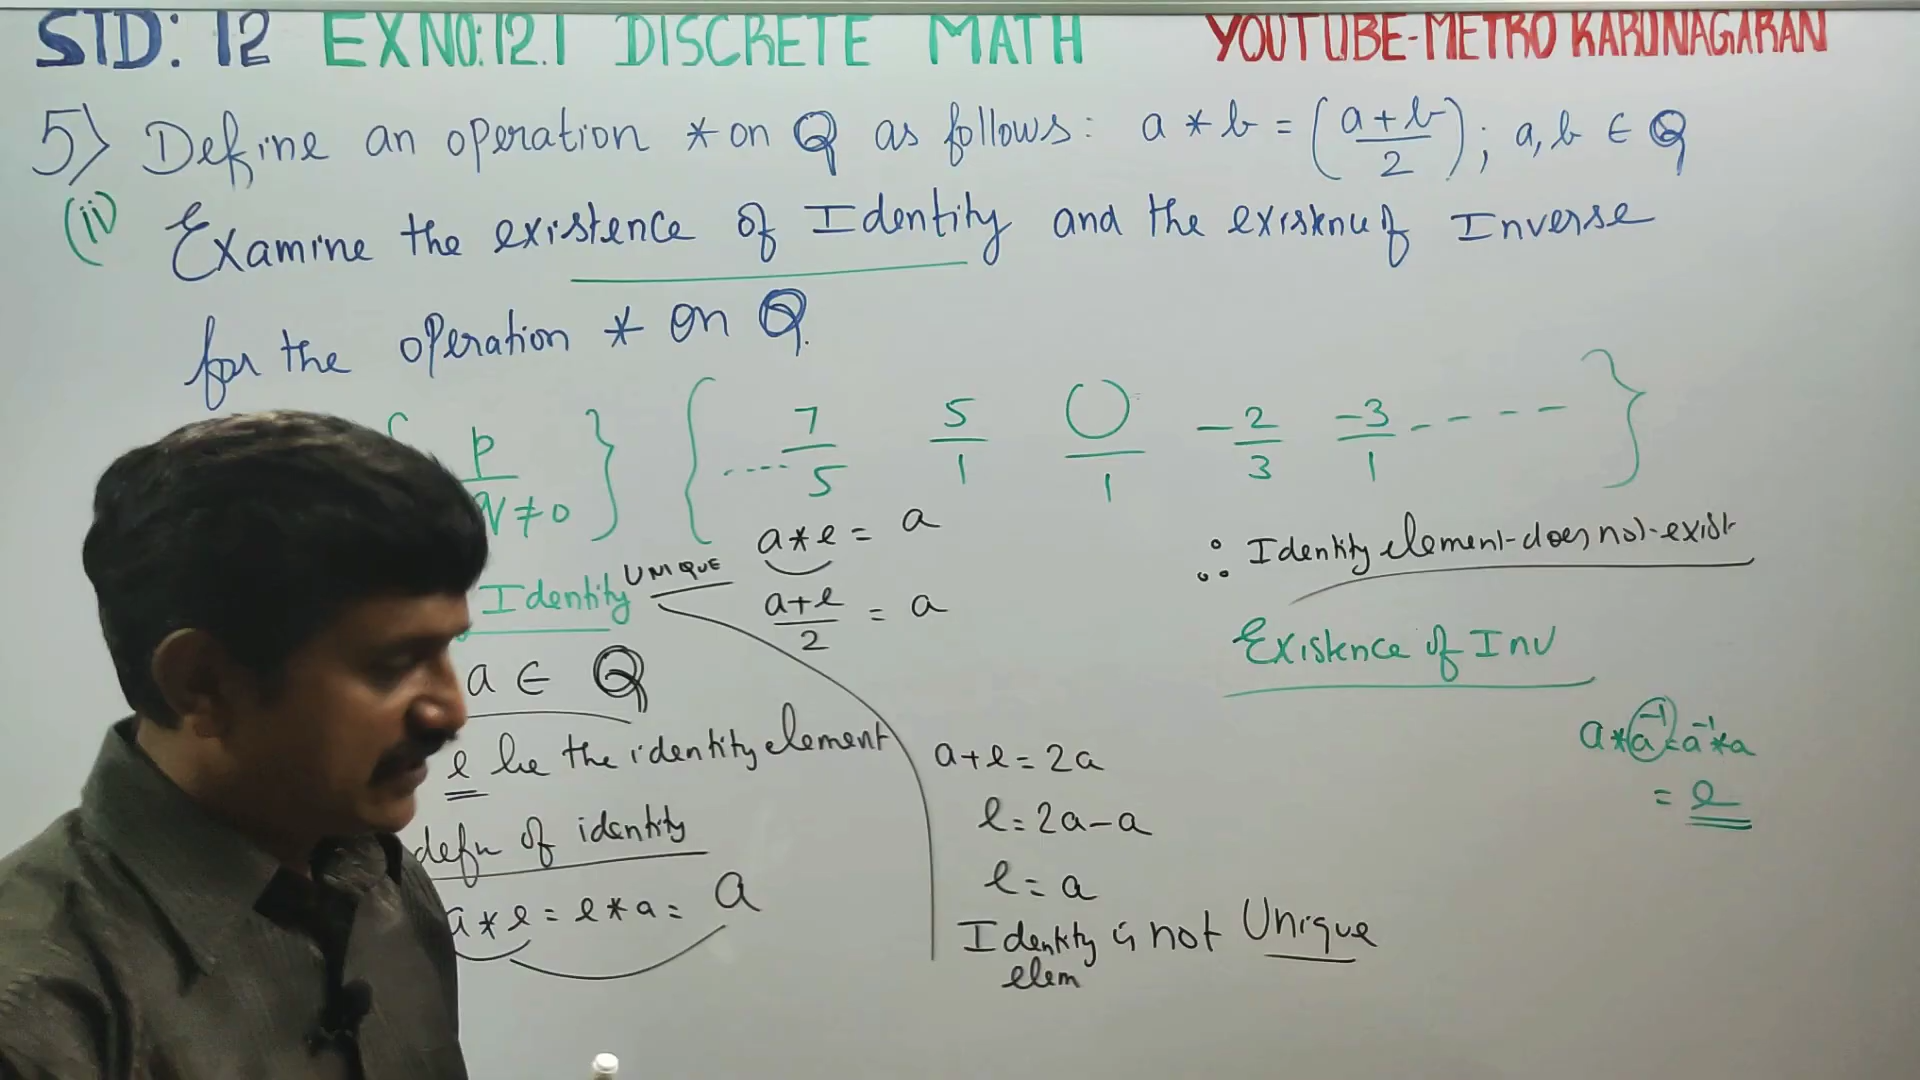 STD: 12 EX NO: 12.1 DISCRETE MATH YOUTUBE-METRO KARUNAGARAN
5) Define an operation * on Q as follows: a * b = (a+b/2); a, b ∈ Q
(ii) Examine the existence of Identity and the existence of Inverse
for the operation * on Q.
{ p/q≠0 } { .... 7/5 5/1 0/1 -2/3 -3/1 ---- }
Identity UNIQUE
a ∈ Q
e be the identity element
defn of identity
a * e = e * a = a
a * e = a
a+e/2 = a
a+e = 2a
e = 2a-a
e = a
Identity is not Unique
elem
∴ Identity element does not exist
Existence of Inv
a * a⁻¹ = a⁻¹ * a
= e